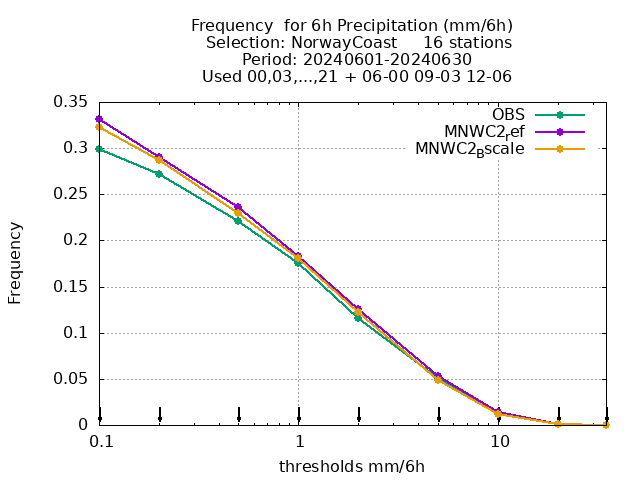 Frequency  for 6h Precipitation (mm/6h)
Selection: NorwayCoast     16 stations
Period: 20240601-20240630
Used 00,03,...,21 + 06-00 09-03 12-06
OBS
MNWC2ref
MNWC2Bscale
0.35
0.3
0.25
0.2
0.15
0.1
0.05
0
Frequency
0.1
1
10
thresholds mm/6h